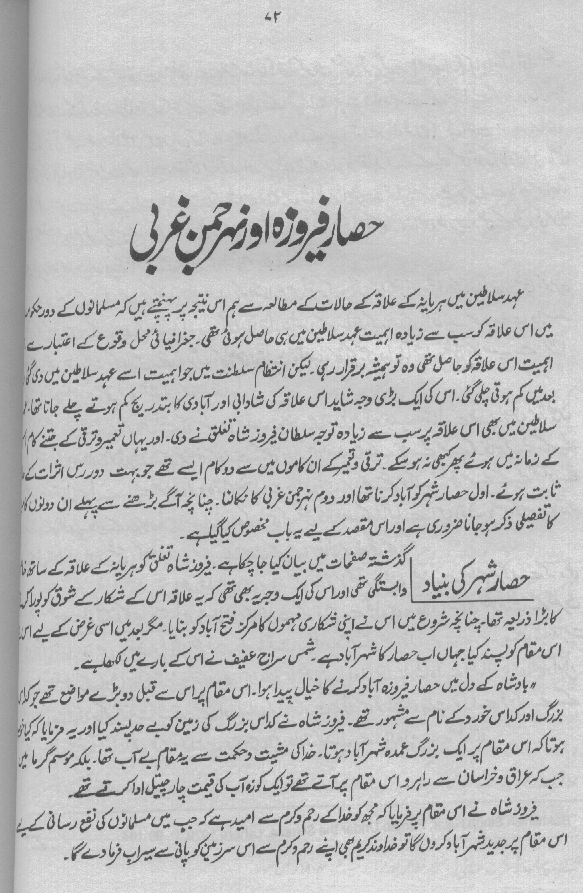 ۷۲
حصار فیروزہ اور نہر جمن غربی
عہد سلاطین میں ہریانہ کے علاقہ کے حالات کے مطالعہ سے ہم اس نتیجہ پر پہنچتے ہیں کہ مسلمانوں کے دور
میں اس علاقہ کو سب سے زیادہ اہمیت عہد سلاطین میں ہی حاصل ہوئی تھی۔ جغرافیائی محل وقوع کے اعتبار سے
اہمیت اس علاقہ کو حاصل تھی وہ تو ہمیشہ برقرار رہی۔ لیکن انتظام سلطنت میں جو اہمیت اسے عہد سلاطین میں دی
بعد میں کم ہوتی چلی گئی۔ اس کی ایک بڑی وجہ شاید اس علاقہ کی شادابی اور آبادی کا بتدریج کم ہوتے چلے جانا تھا۔
سلاطین میں بھی اس علاقہ پر سب سے زیادہ توجہ سلطان فیروز شاہ تغلق نے دی۔ اور یہاں تعمیر و ترقی کے جتنے کام
کے زمانہ میں ہوئے پھر کبھی نہ ہو سکے۔ ترقی و تعمیر کے ان کاموں میں سے دو کام ایسے تھے جو بہت دور رس اثرات کے
ثابت ہوئے۔ اول حصار شہر کو آباد کرنا تھا اور دوم نہر جمن غربی کا نکالنا۔ چنانچہ آگے بڑھنے سے پہلے ان دونوں
کا تفصیلی ذکر ہو جانا ضروری ہے اور اس مقصد کے لیے یہ باب مخصوص کیا گیا ہے۔
حصار شہر کی بنیاد
گذشتہ صفحات میں بیان کیا جا چکا ہے۔ فیروز شاہ تغلق کو ہریانہ کے علاقہ کے ساتھ
وابستگی تھی اور اس کی ایک وجہ یہ بھی تھی کہ یہ علاقہ اس کے شکار کے شوق کو پورا
کا بڑا ذریعہ تھا۔ چنانچہ شروع میں اس نے اپنی شکاری مہموں کا مرکز فتح آباد کو بنایا۔ مگر بعد میں اسی غرض کے لیے اس
اس مقام کو پسند کیا جہاں اب حصار کا شہر آباد ہے۔ شمس سراج عفیف نے اس کے بارے میں لکھا ہے۔
"بادشاہ کے دل میں حصار فیروزہ آباد کرنے کا خیال پیدا ہوا۔ اس مقام پر اس سے قبل دو بڑے مواضع تھے جو
بزرگ اور کداس خورد کے نام سے مشہور تھے۔ فیروز شاہ نے کداس بزرگ کی زمین کو بے حد پسند کیا اور یہ فرمایا کہ کیا
ہوتا کہ اس مقام پر ایک بزرگ عمدہ شہر آباد ہوتا۔ خدا کی مشیت و حکمت سے یہ مقام بے آب تھا۔ بلکہ موسم گرما میں
جب کہ عراق و خراسان سے راہ رو اس مقام پر آتے تھے تو ایک کوزہ آب کی قیمت چار چیتل ادا کرتے تھے۔
فیروز شاہ نے اس مقام پر فرمایا کہ مجھ کو خدا کے رحم و کرم سے امید ہے کہ جب میں مسلمانوں کی نفع رسانی کے لیے
اس مقام پر جدید شہر آباد کروں گا تو خداوند کریم بھی اپنے رحم و کرم سے اس سرزمین کو پانی سے سیراب فرما دے گا۔